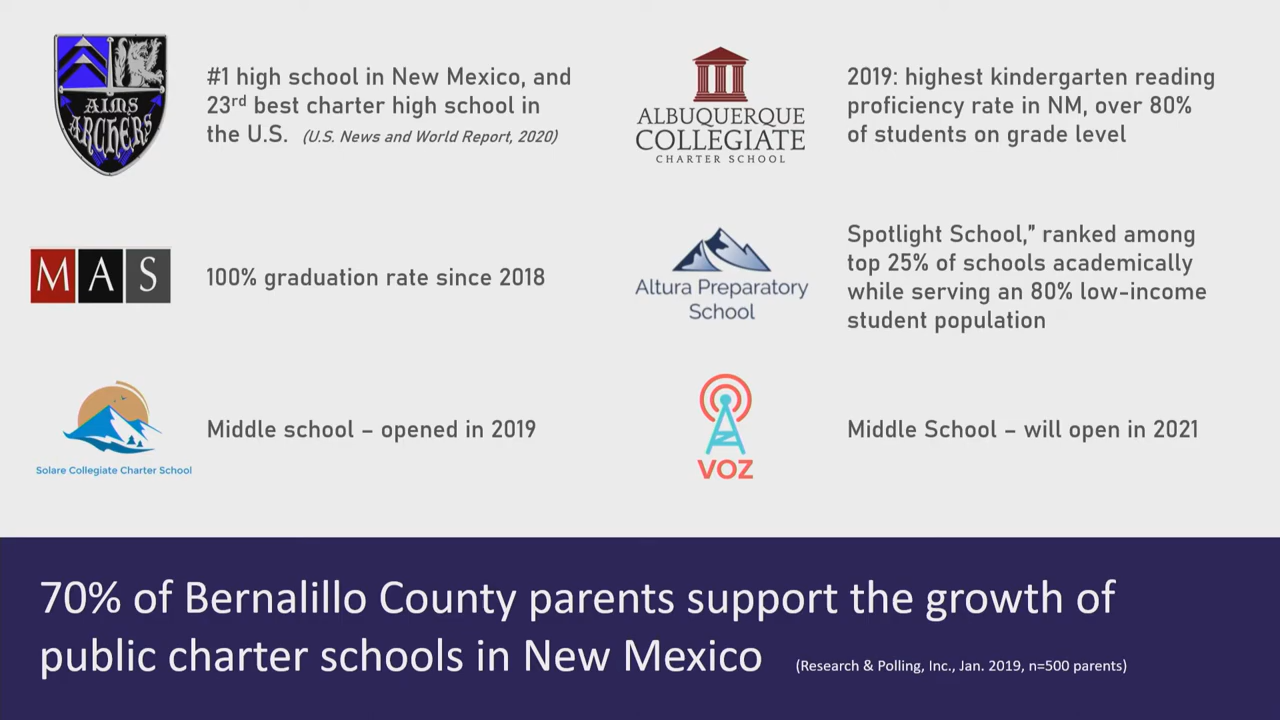 AIMS
ARCHERS
#1 high school in New Mexico, and
23rd best charter high school in
the U.S. (U.S. News and World Report, 2020)
ALBUQUERQUE
COLLEGIATE
CHARTER SCHOOL
2019: highest kindergarten reading
proficiency rate in NM, over 80%
of students on grade level
MAS
100% graduation rate since 2018
Altura Preparatory
School
Spotlight School,” ranked among
top 25% of schools academically
while serving an 80% low-income
student population
Solare Collegiate Charter School
Middle school – opened in 2019
VOZ
Middle School – will open in 2021
70% of Bernalillo County parents support the growth of
public charter schools in New Mexico (Research & Polling, Inc., Jan. 2019, n=500 parents)